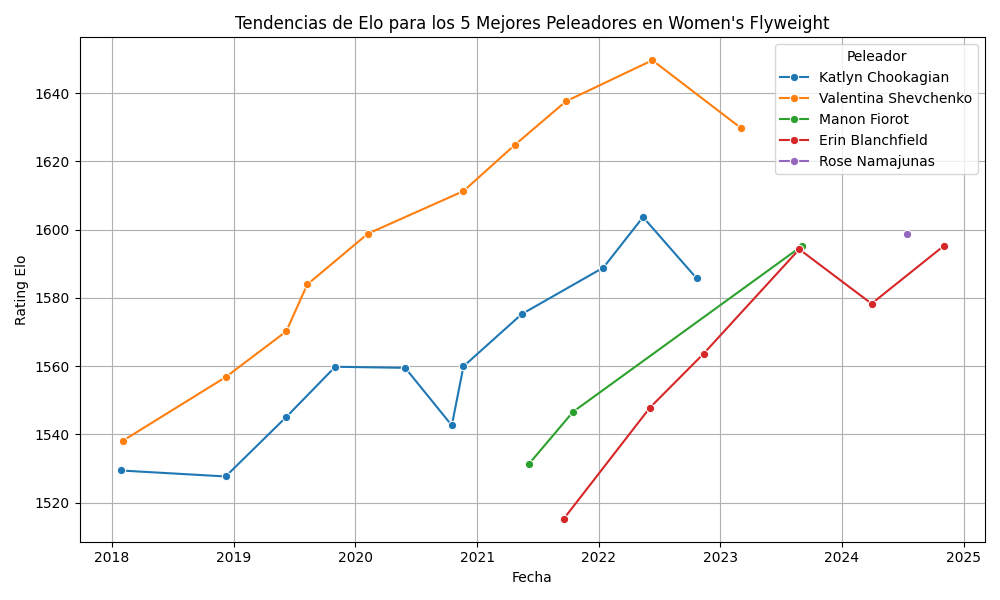 Tendencias de Elo para los 5 Mejores Peleadores en Women's Flyweight
Peleador
Katlyn Chookagian
Valentina Shevchenko
Manon Fiorot
Erin Blanchfield
Rose Namajunas
Rating Elo
1640
1620
1600
1580
1560
1540
1520
2018 2019 2020 2021 2022 2023 2024 2025
Fecha